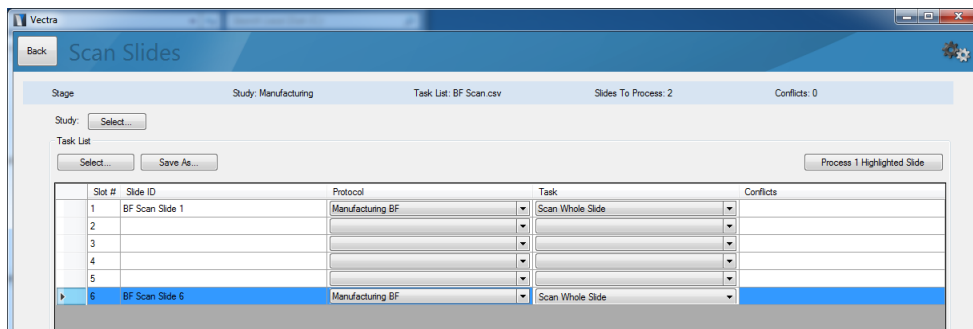 Vectra
Back Scan Slides
Stage Study: Manufacturing Task List: BF Scan.csv Slides To Process: 2 Conflicts: 0
Study: Select...
Task List
Select... Save As... Process 1 Highlighted Slide
Slot # Slide ID Protocol Task Conflicts
1 BF Scan Slide 1 Manufacturing BF Scan Whole Slide
2
3
4
5
6 BF Scan Slide 6 Manufacturing BF Scan Whole Slide